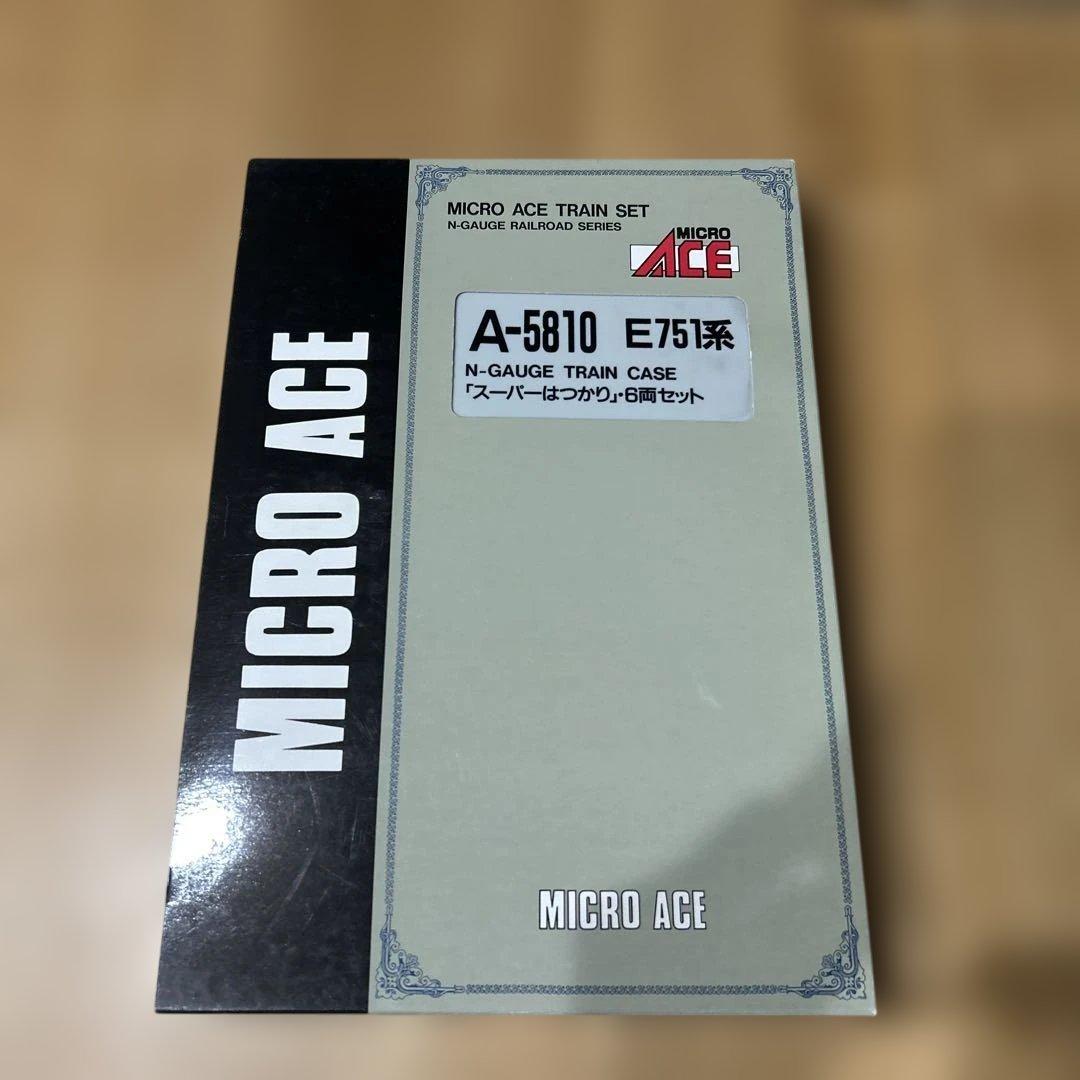 MICRO ACE
MICRO ACE TRAIN SET
N-GAUGE RAILROAD SERIES
MICRO
ACE
A-5810 E751系
N-GAUGE TRAIN CASE
「スーパーはつかり」・6両セット
MICRO ACE